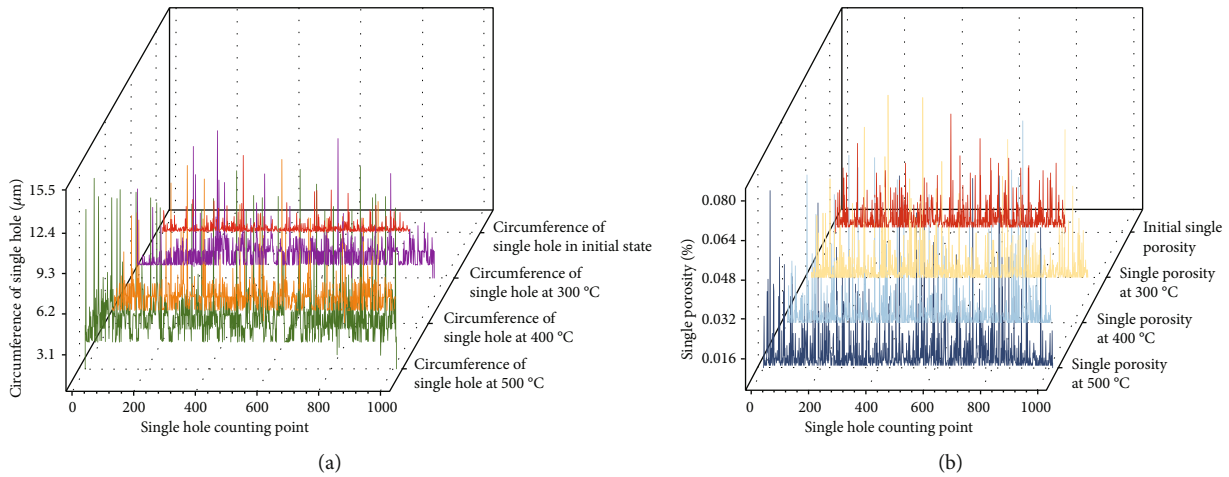 Circumference of single hole (μm)
15.5
12.4
9.3
6.2
3.1
0
200
400
600
800
1000
Single hole counting point
Circumference of
single hole in initial state
Circumference of
single hole at 300 °C
Circumference of
single hole at 400 °C
Circumference of
single hole at 500 °C
(a)
Single porosity (%)
0.080
0.064
0.048
0.032
0.016
0
200
400
600
800
1000
Single hole counting point
Initial single
porosity
Single porosity
at 300 °C
Single porosity
at 400 °C
Single porosity
at 500 °C
(b)